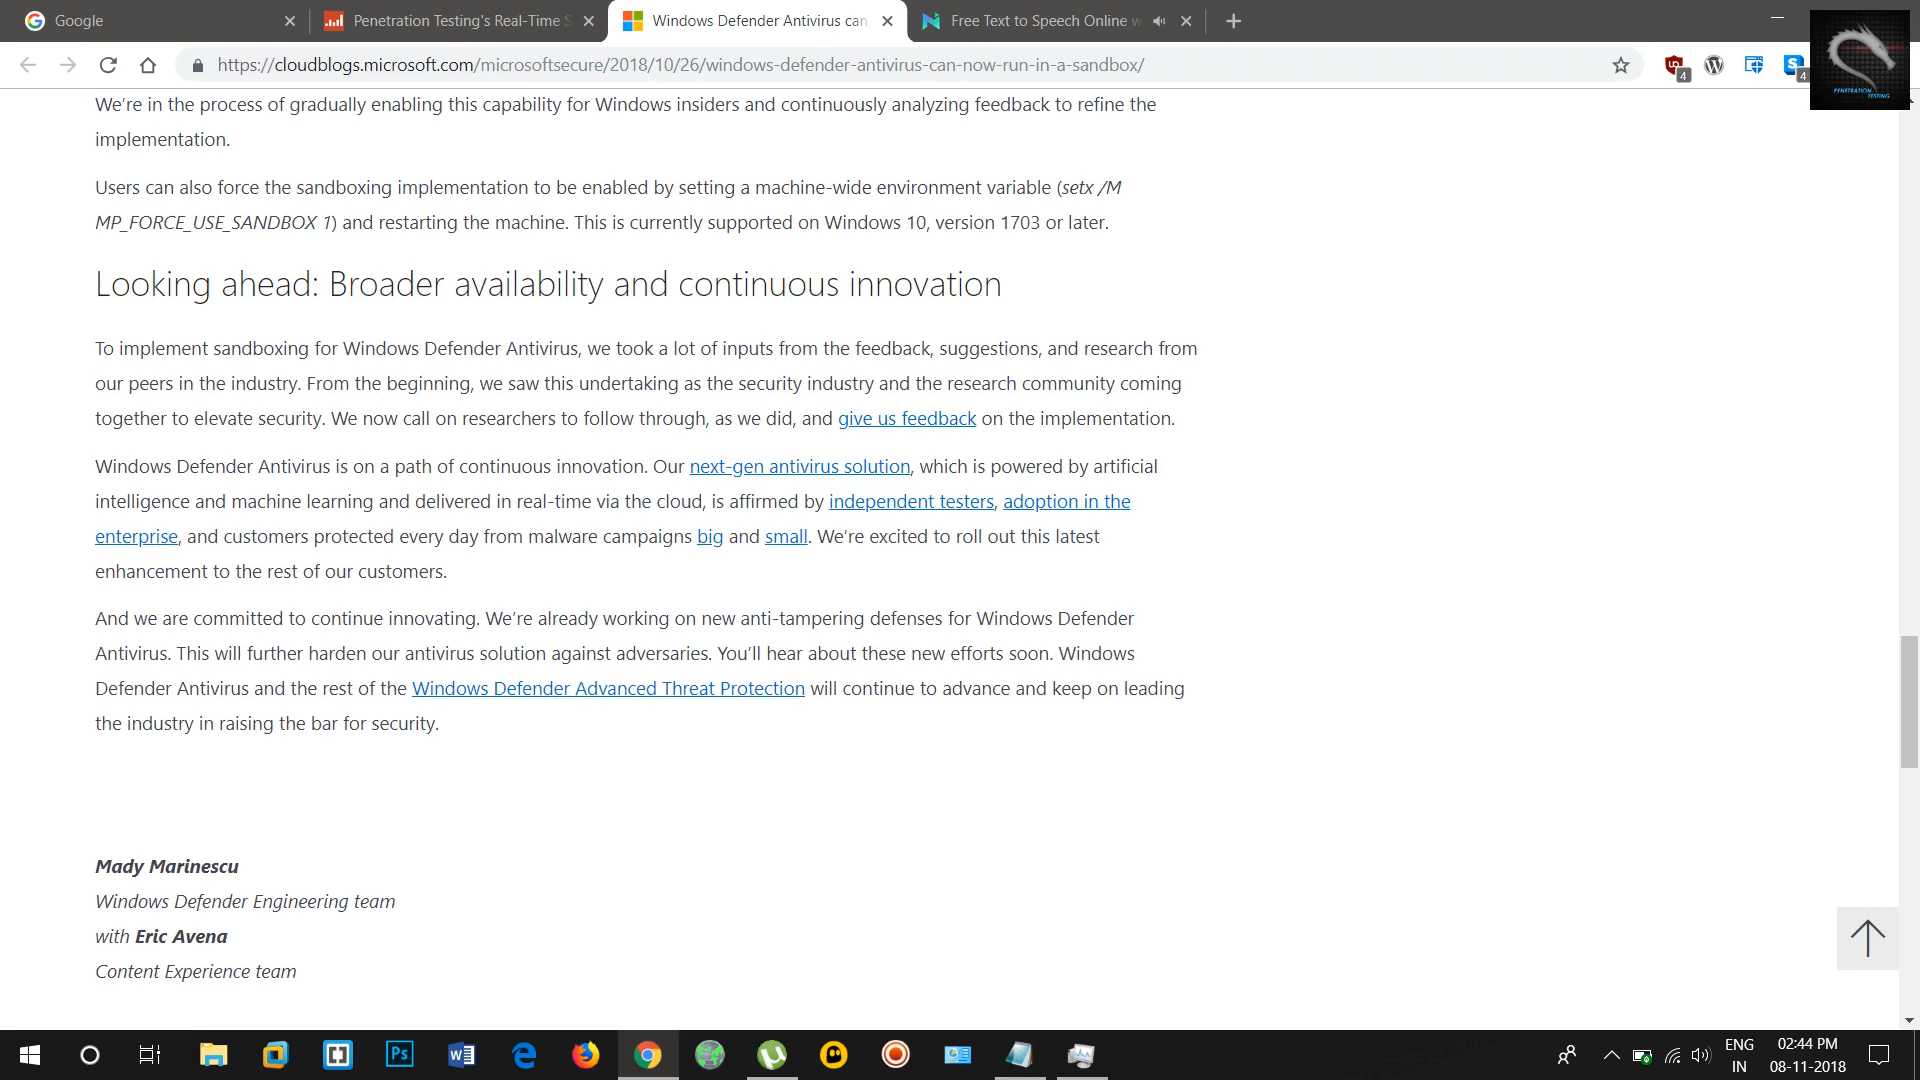 Google
Penetration Testing's Real-Time S
Windows Defender Antivirus can
Free Text to Speech Online w
https://cloudblogs.microsoft.com/microsoftsecure/2018/10/26/windows-defender-antivirus-can-now-run-in-a-sandbox/
4
4
PENETRATION
TESTING
We're in the process of gradually enabling this capability for Windows insiders and continuously analyzing feedback to refine the
implementation.
Users can also force the sandboxing implementation to be enabled by setting a machine-wide environment variable (setx /M
MP_FORCE_USE_SANDBOX 1) and restarting the machine. This is currently supported on Windows 10, version 1703 or later.
Looking ahead: Broader availability and continuous innovation
To implement sandboxing for Windows Defender Antivirus, we took a lot of inputs from the feedback, suggestions, and research from
our peers in the industry. From the beginning, we saw this undertaking as the security industry and the research community coming
together to elevate security. We now call on researchers to follow through, as we did, and give us feedback on the implementation.
Windows Defender Antivirus is on a path of continuous innovation. Our next-gen antivirus solution, which is powered by artificial
intelligence and machine learning and delivered in real-time via the cloud, is affirmed by independent testers, adoption in the
enterprise, and customers protected every day from malware campaigns big and small. We're excited to roll out this latest
enhancement to the rest of our customers.
And we are committed to continue innovating. We're already working on new anti-tampering defenses for Windows Defender
Antivirus. This will further harden our antivirus solution against adversaries. You'll hear about these new efforts soon. Windows
Defender Antivirus and the rest of the Windows Defender Advanced Threat Protection will continue to advance and keep on leading
the industry in raising the bar for security.
Mady Marinescu
Windows Defender Engineering team
with Eric Avena
Content Experience team
Ps
ENG
IN
02:44 PM
08-11-2018